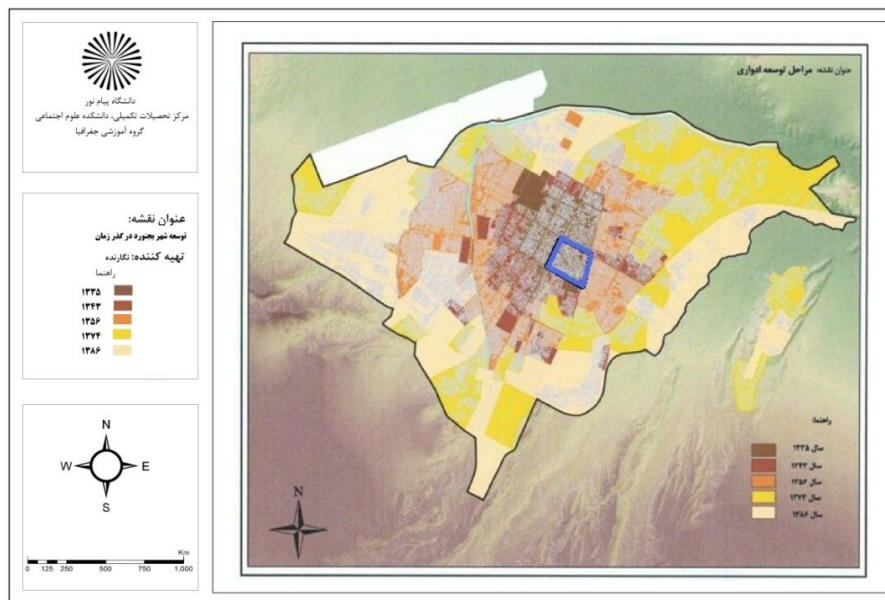 دانشگاه پیام نور
مرکز تحصیلات تکمیلی، دانشکده علوم اجتماعی
گروه آموزشی جغرافیا
عنوان نقشه:
توسعه شهر بجنورد در گذر زمان
تهیه کننده: نگارنده
راهنما
۱۳۳۵
۱۳۴۳
۱۳۵۶
۱۳۷۴
۱۳۸۶
N
W E
S
Km
0 125 250 500 750 1,000
عنوان نقشه: مراحل توسعه ادواری
راهنما:
سال ۱۳۳۵
سال ۱۳۴۳
سال ۱۳۵۶
سال ۱۳۷۳
سال ۱۳۸۶
N